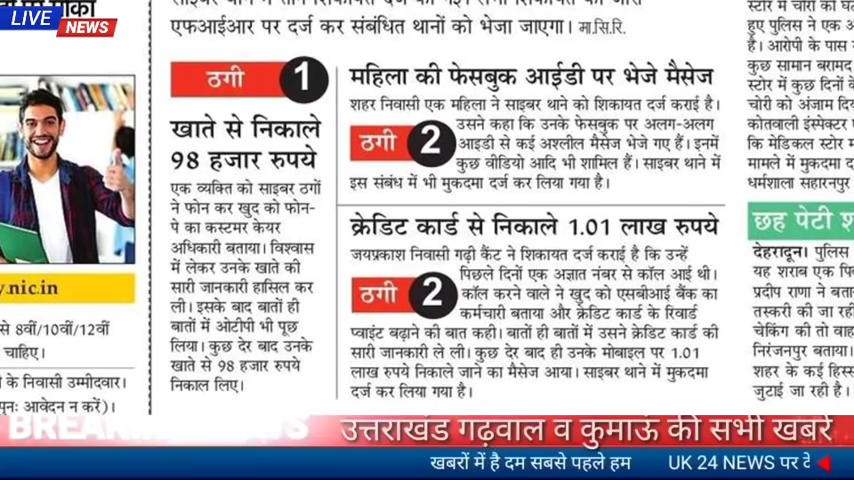 LIVE
NEWS
एफआईआर पर दर्ज कर संबंधित थानों को भेजा जाएगा। मा.सि.रि.
ठगी 1
खाते से निकाले
98 हजार रुपये
एक व्यक्ति को साइबर ठगों
ने फोन कर खुद को फोन-
पे का कस्टमर केयर
अधिकारी बताया। विश्वास
में लेकर उनके खाते की
सारी जानकारी हासिल कर
ली। इसके बाद बातों ही
बातों में ओटीपी भी पूछ
लिया। कुछ देर बाद उनके
खाते से 98 हजार रुपये
निकाल लिए।
महिला की फेसबुक आईडी पर भेजे मैसेज
शहर निवासी एक महिला ने साइबर थाने को शिकायत दर्ज कराई है।
ठगी 2
उसने कहा कि उनके फेसबुक पर अलग-अलग
आइडी से कई अश्लील मैसेज भेजे गए हैं। इनमें
कुछ वीडियो आदि भी शामिल हैं। साइबर थाने में
इस संबंध में भी मुकदमा दर्ज कर लिया गया है।
क्रेडिट कार्ड से निकाले 1.01 लाख रुपये
जयप्रकाश निवासी गढ़ी कैंट ने शिकायत दर्ज कराई है कि उन्हें
ठगी 2
पिछले दिनों एक अज्ञात नंबर से कॉल आई थी।
कॉल करने वाले ने खुद को एसबीआई बैंक का
कर्मचारी बताया और क्रेडिट कार्ड के रिवार्ड
प्वाइंट बढ़ाने की बात कही। बातों ही बातों में उसने क्रेडिट कार्ड की
सारी जानकारी ले ली। कुछ देर बाद ही उनके मोबाइल पर 1.01
लाख रुपये निकाले जाने का मैसेज आया। साइबर थाने में मुकदमा
दर्ज कर लिया गया है।
स्टोर में चोरी का घट
हुए पुलिस ने एक अ
है। आरोपी के पास
कुछ सामान बरामद
स्टोर में कुछ दिनों
चोरी को अंजाम दिय
कोतवाली इंस्पेक्टर
कि मेडिकल स्टोर म
मामले में मुकदमा द
धर्मशाला सहारनपुर
छह पेटी श
देहरादून। पुलिस
यह शराब एक पि
प्रदीप राणा ने बता
तस्करी की जा रही
चेकिंग की तो वाह
निरंजनपुर बताया।
शहर के कई हिस्स
जुटाई जा रही है।
.nic.in
से 8वीं/10वीं/12वीं
चाहिए।
के निवासी उम्मीदवार।
पुनः आवेदन न करें)।
BREAKING NEWS
उत्तराखंड गढ़वाल व कुमाऊं की सभी खबरें
खबरों में है दम सबसे पहले हम UK 24 NEWS पर दे